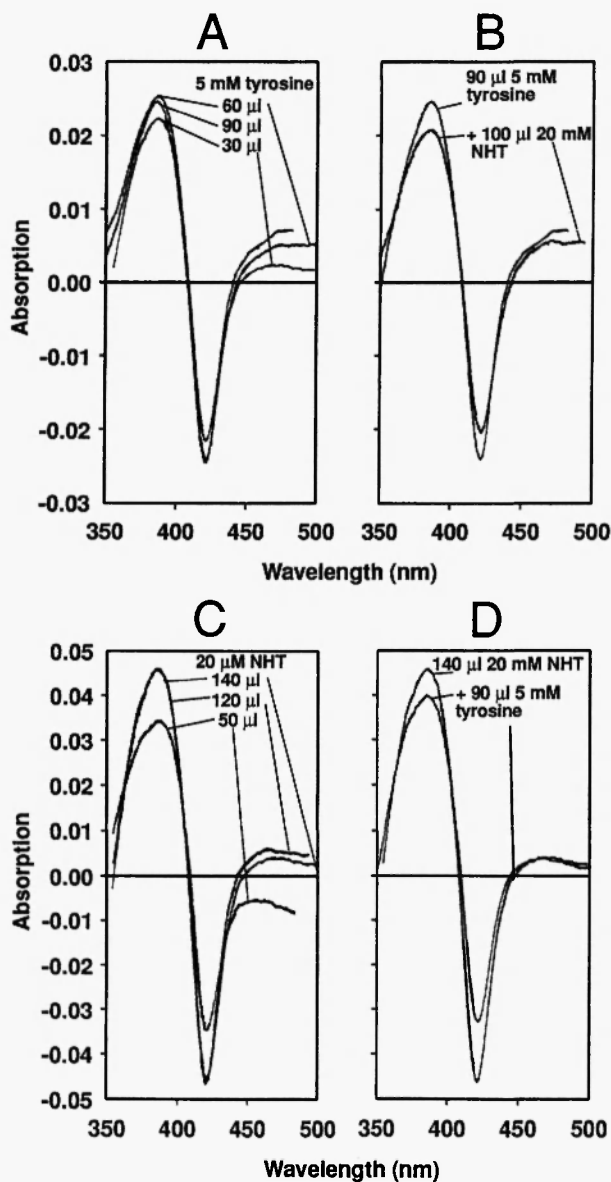 A
5 mM tyrosine
60 µl
90 µl
30 µl
0.03
0.02
0.01
0.00
-0.01
-0.02
-0.03
Absorption
350 400 450 500
B
90 µl 5 mM
tyrosine
+ 100 µl 20 mM
NHT
350 400 450 500
Wavelength (nm)
C
20 µM NHT
140 µl
120 µl
50 µl
0.05
0.04
0.03
0.02
0.01
0.00
-0.01
-0.02
-0.03
-0.04
-0.05
Absorption
350 400 450 500
D
140 µl 20 mM NHT
+ 90 µl 5 mM
tyrosine
350 400 450 500
Wavelength (nm)